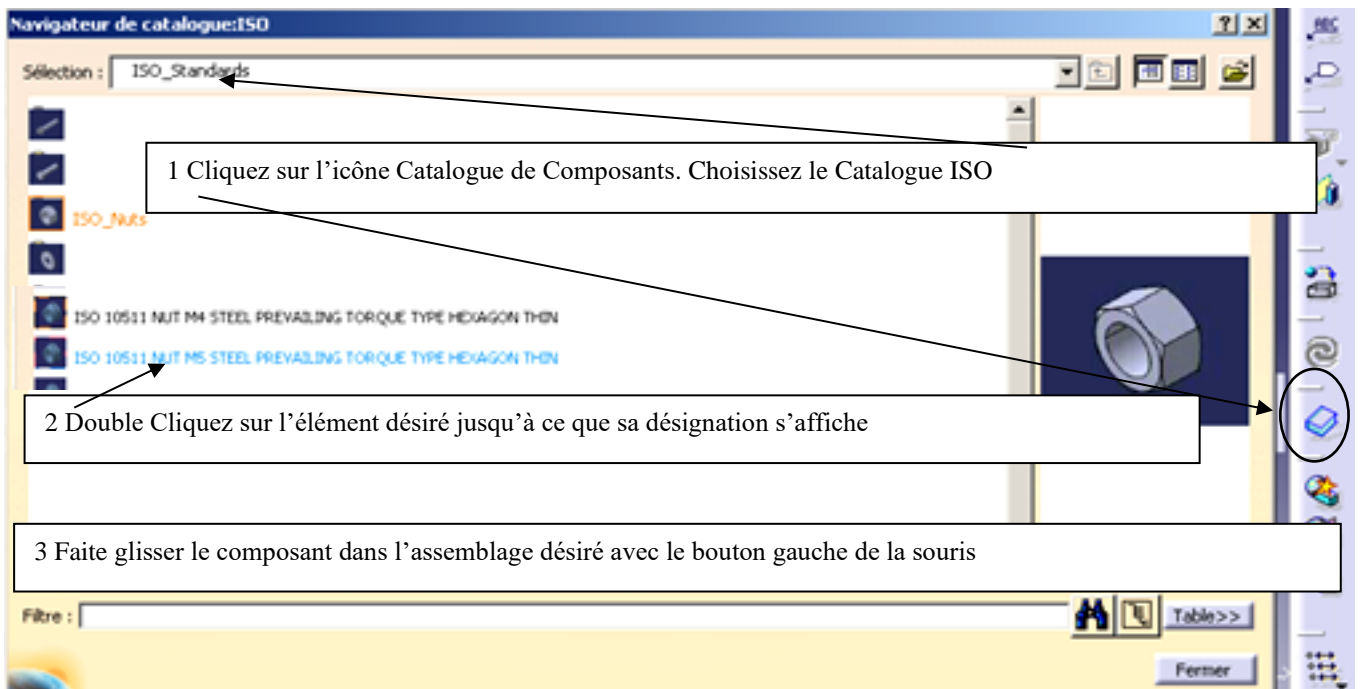 Navigateur de catalogue:ISO
ABC
Sélection : ISO_Standards
1 Cliquez sur l’icône Catalogue de Composants. Choisissez le Catalogue ISO
ISO_Nuts
ISO 10511 NUT M4 STEEL PREVAILING TORQUE TYPE HEXAGON THIN
ISO 10511 NUT M5 STEEL PREVAILING TORQUE TYPE HEXAGON THIN
2 Double Cliquez sur l’élément désiré jusqu’à ce que sa désignation s’affiche
3 Faite glisser le composant dans l’assemblage désiré avec le bouton gauche de la souris
Filtre :
Table>>
Fermer